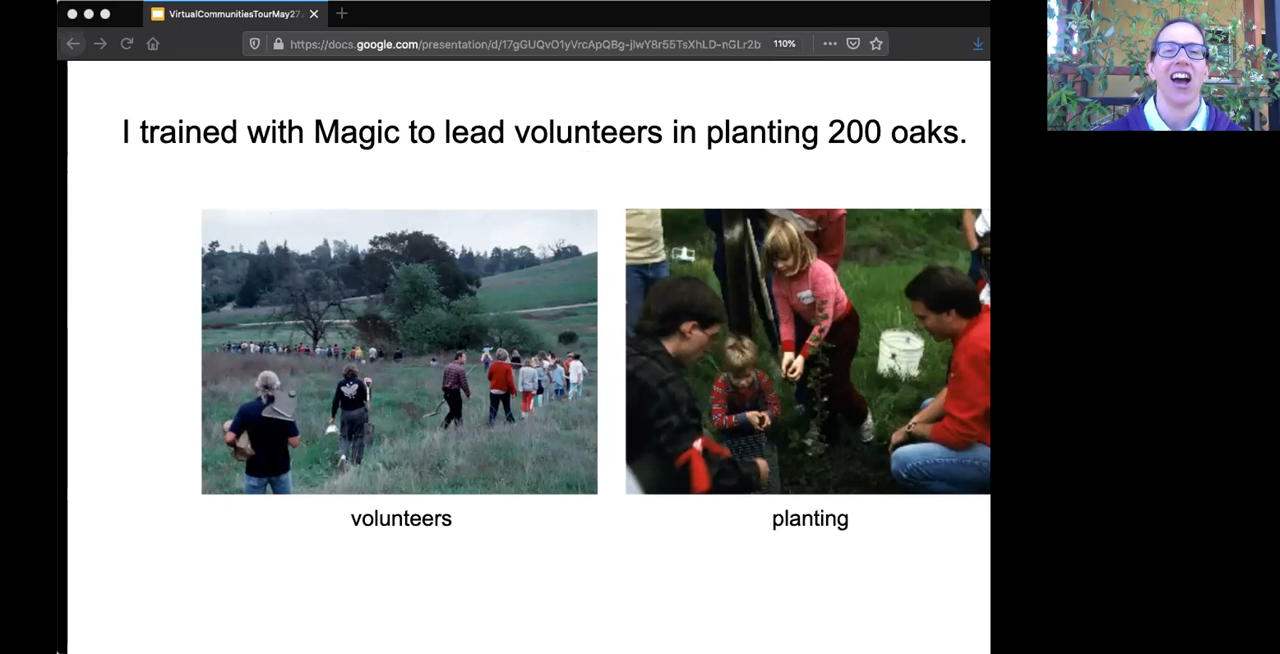 VirtualCommunitiesTourMay27
https://docs.google.com/presentation/d/17gGUQvO1yVrcApQBg-jlwY8r55TsXhLD-nGLr2b 110%
I trained with Magic to lead volunteers in planting 200 oaks.
volunteers planting